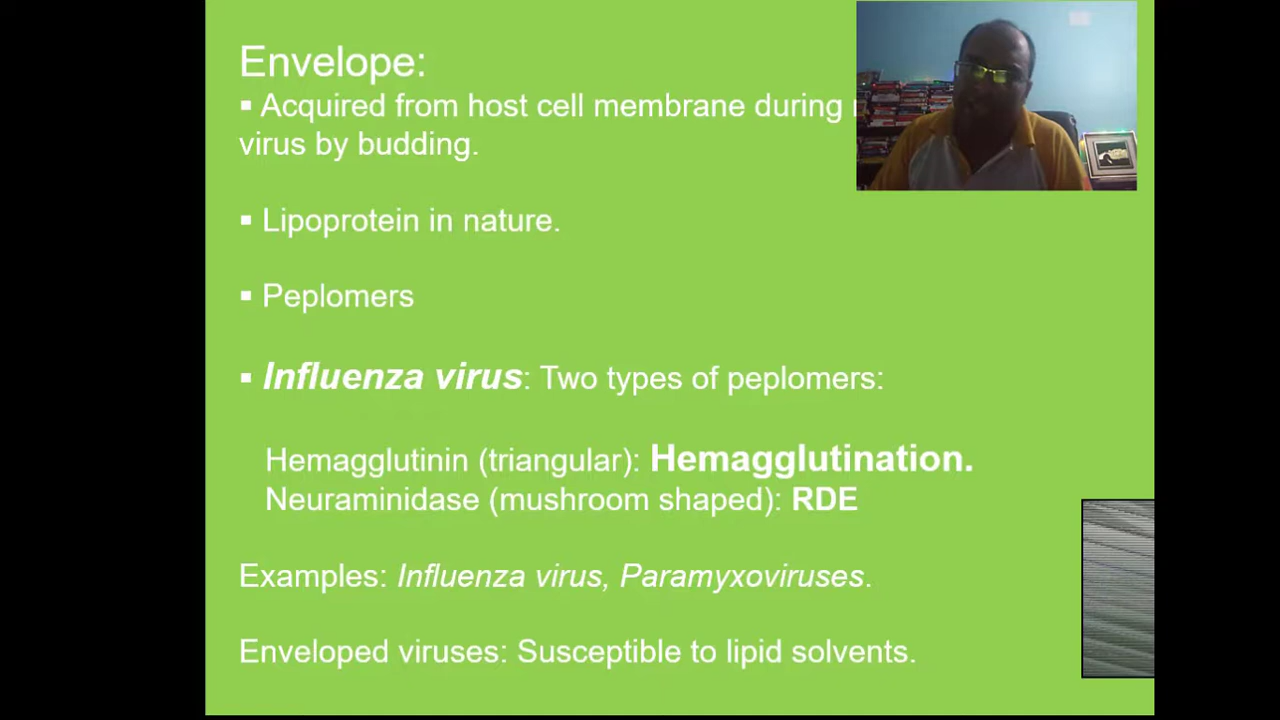 Envelope:
▪ Acquired from host cell membrane during
virus by budding.
▪ Lipoprotein in nature.
▪ Peplomers
▪ Influenza virus: Two types of peplomers:
Hemagglutinin (triangular): Hemagglutination.
Neuraminidase (mushroom shaped): RDE
Examples: Influenza virus, Paramyxoviruses.
Enveloped viruses: Susceptible to lipid solvents.